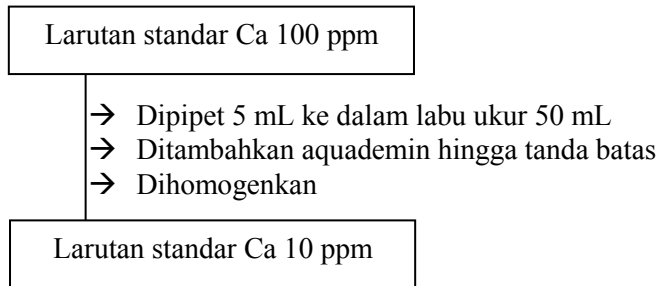 Larutan standar Ca 100 ppm
→ Dipipet 5 mL ke dalam labu ukur 50 mL
→ Ditambahkan aquademin hingga tanda batas
→ Dihomogenkan
Larutan standar Ca 10 ppm